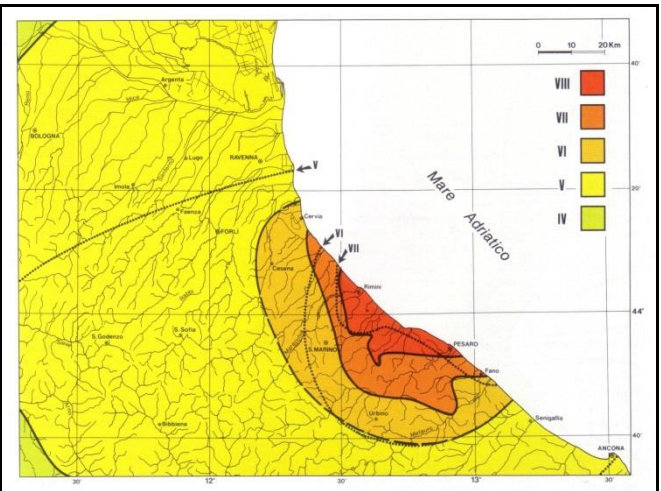 0 10 20 Km
40'
VIII
VII
VI
V
IV
Argenta
BOLOGNA
a Lugo
RAVENNA
V
Imola
Faenza
20'
Mare Adriatico
Cervia
FORLI
VI
VII
Cesena
Rimini
44'
S. Godenzo
S. Sofia
S. MARINO
PESARO
Fano
Urbino
Bibbiena
Senigallia
40'
ANCONA
30'
12°
30'
13°
30'